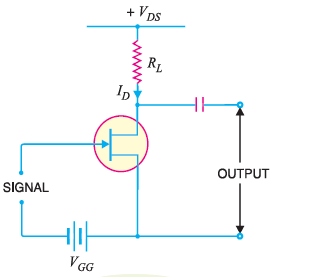 + V_DS
R_L
I_D
SIGNAL
OUTPUT
V_GG